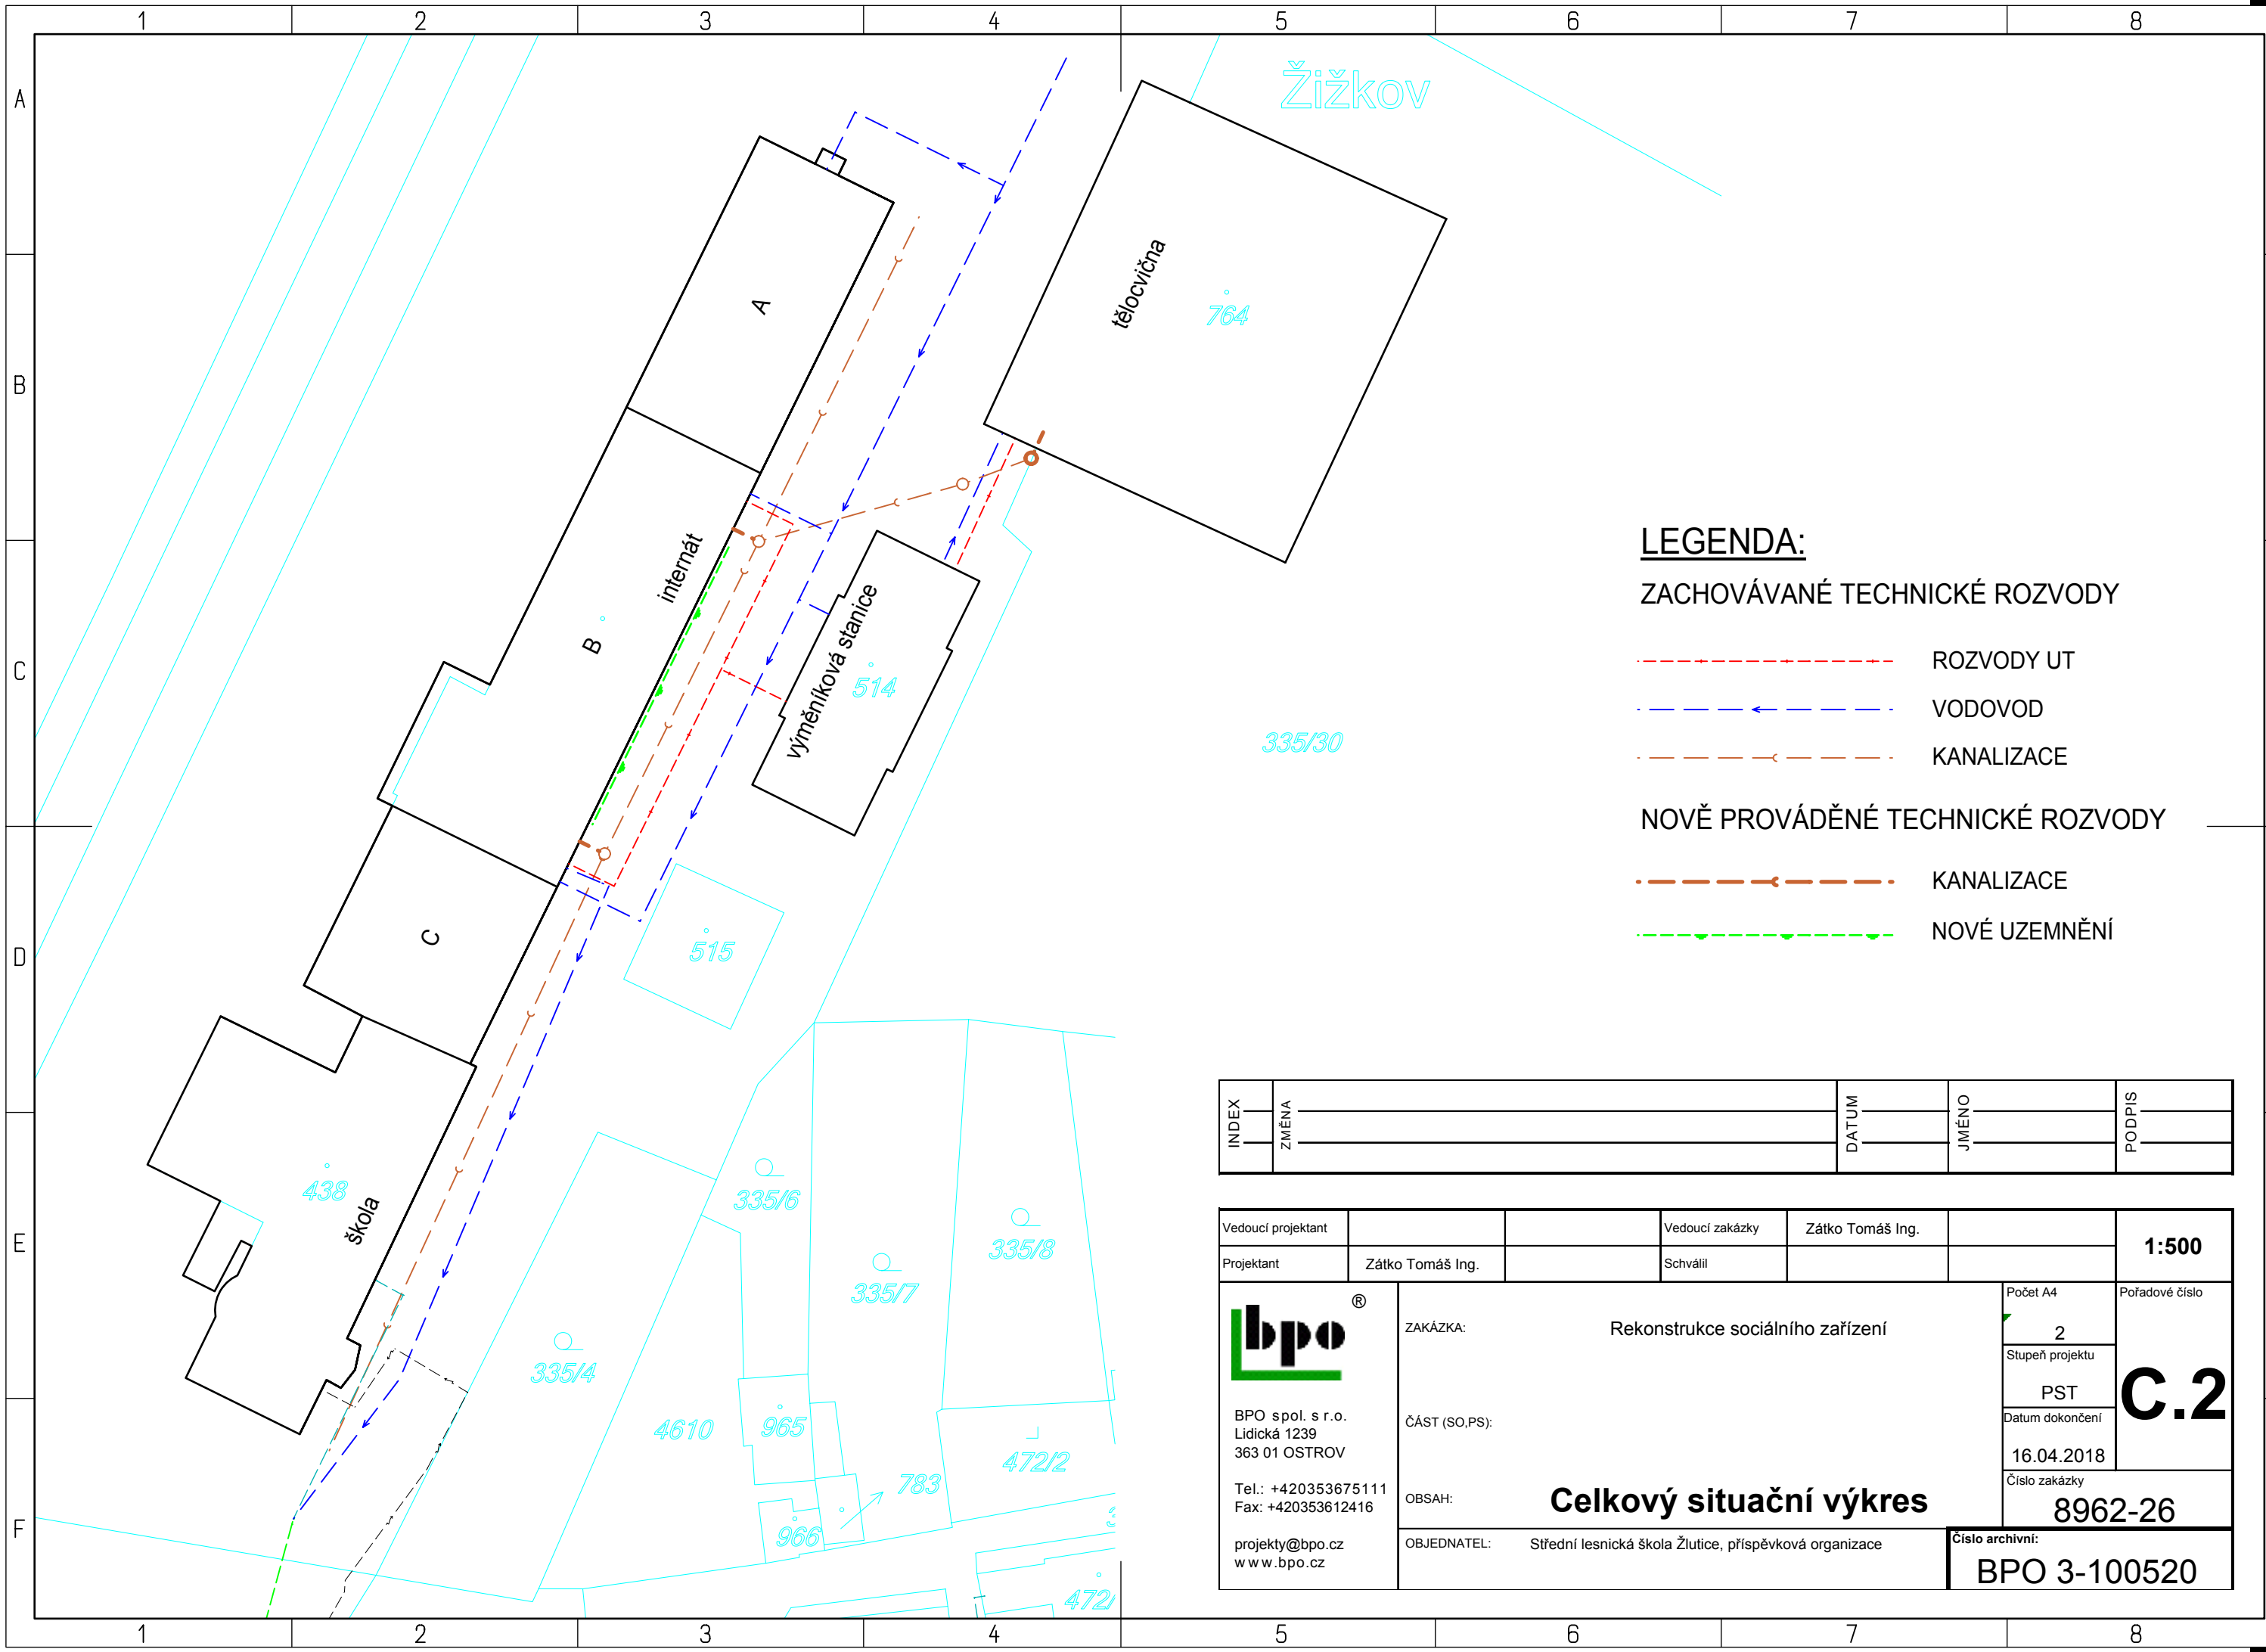 1 2 3 4 5 6 7 8
A
B
C
D
E
F
Žižkov
A
tělocvična
764
internát
B
výměníková stanice
514
335/30
C
515
438
škola
335/6
335/8
335/7
335/4
4610
965
472/2
783
966
472/
LEGENDA:
ZACHOVÁVANÉ TECHNICKÉ ROZVODY
ROZVODY UT
VODOVOD
KANALIZACE
NOVĚ PROVÁDĚNÉ TECHNICKÉ ROZVODY
KANALIZACE
NOVÉ UZEMNĚNÍ
INDEX ZMĚNA DATUM JMÉNO PODPIS
Vedoucí projektant Vedoucí zakázky Zátko Tomáš Ing.
1:500
Projektant Zátko Tomáš Ing. Schválil
bpo ®
BPO spol. s r.o.
Lidická 1239
363 01 OSTROV
Tel.: +420353675111
Fax: +420353612416
projekty@bpo.cz
www.bpo.cz
ZAKÁZKA: Rekonstrukce sociálního zařízení
ČÁST (SO,PS):
OBSAH: Celkový situační výkres
OBJEDNATEL: Střední lesnická škola Žlutice, příspěvková organizace
Počet A4
2
Stupeň projektu
PST
Datum dokončení
16.04.2018
Pořadové číslo
C.2
Číslo zakázky
8962-26
Číslo archivní:
BPO 3-100520
1 2 3 4 5 6 7 8